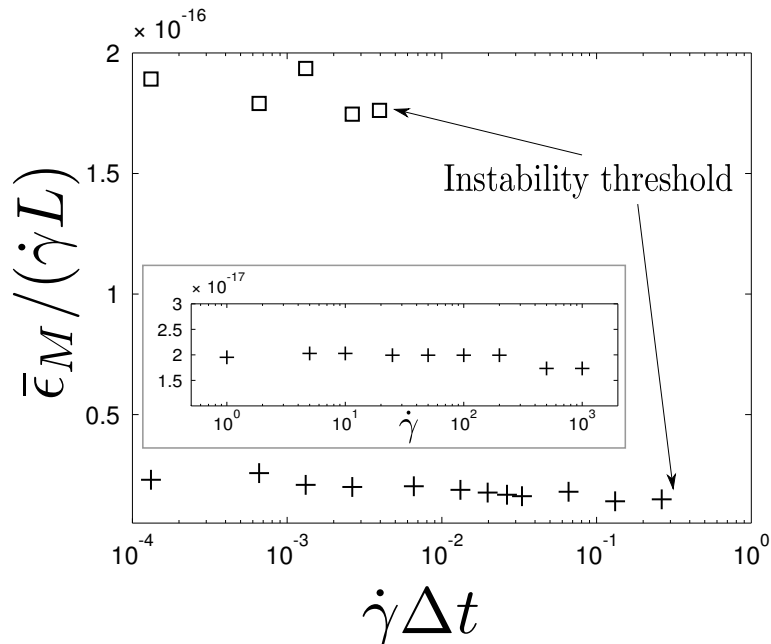 × 10⁻¹⁶
2
1.5
1
0.5
ε̄_M/(γ̇L)
Instability threshold
× 10⁻¹⁷
3
2.5
2
1.5
10⁰ 10¹ 10² 10³
γ̇
10⁻⁴ 10⁻³ 10⁻² 10⁻¹ 10⁰
γ̇Δt